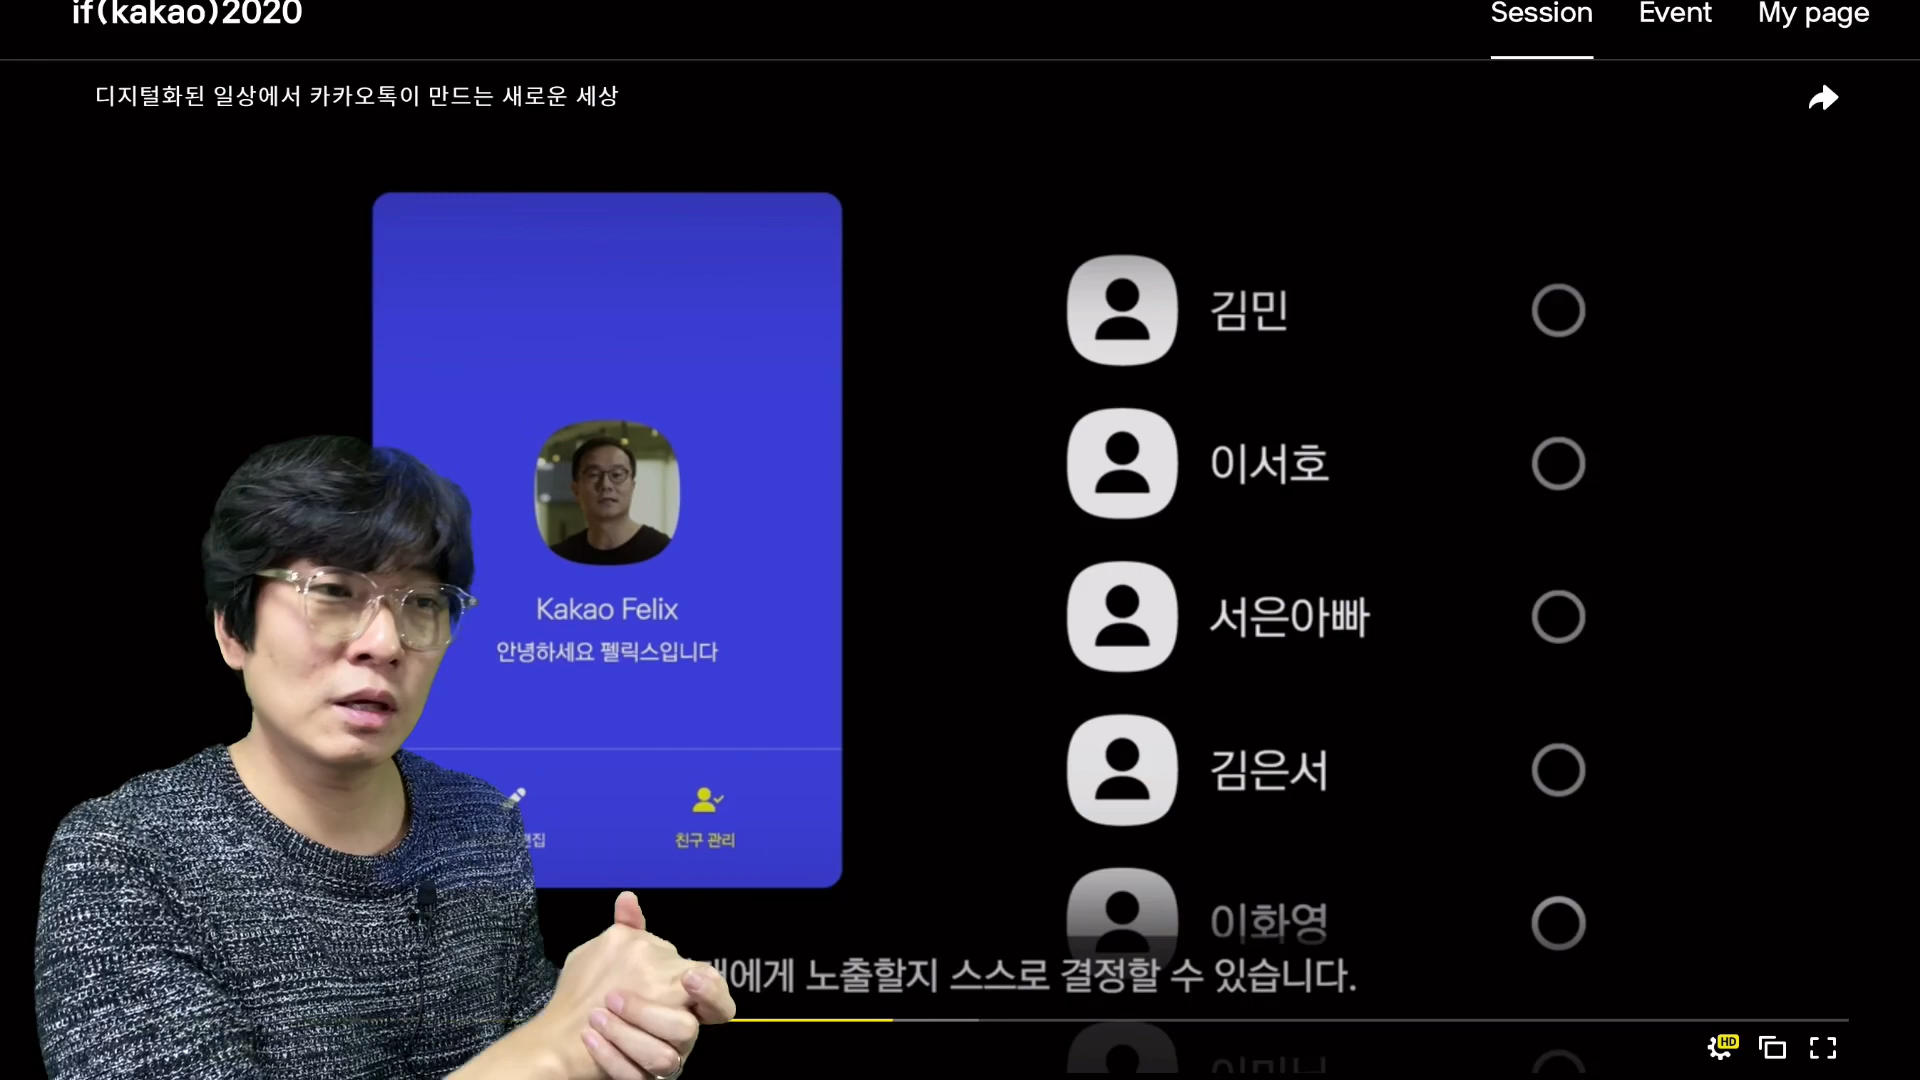 if(kakao)2020
Session Event My page
디지털화된 일상에서 카카오톡이 만드는 새로운 세상
김민
이서호
서은아빠
김은서
이화영
Kakao Felix
안녕하세요 펠릭스입니다
친구 관리
노출할지 스스로 결정할 수 있습니다.
HD